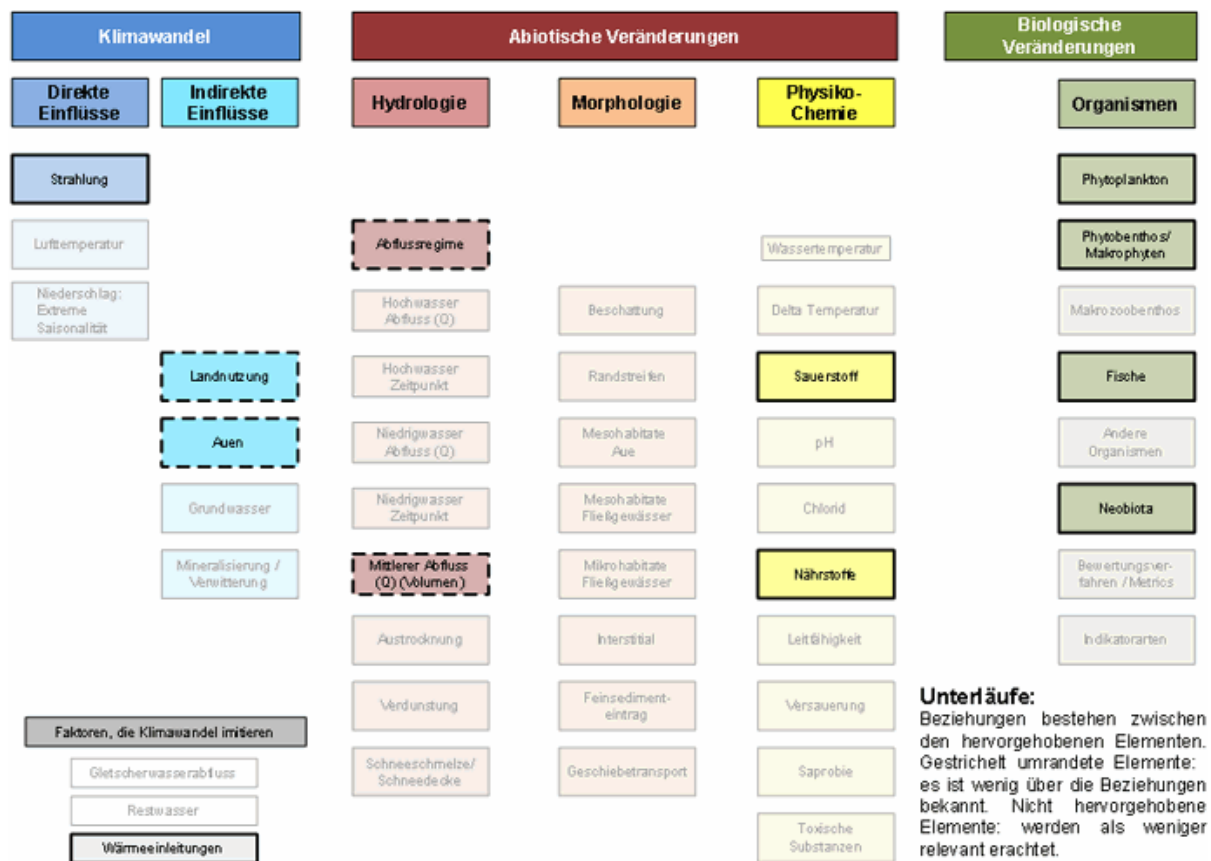 Klimawandel
Abiotische Veränderungen
Biologische
Veränderungen
Direkte
Einflüsse
Indirekte
Einflüsse
Hydrologie
Morphologie
Physiko-
Chemie
Organismen
Strahlung
Lufttemperatur
Niederschlag:
Extreme
Saisonalität
Landnutzung
Auen
Grundwasser
Mineralisierung /
Verwitterung
Abflussregime
Hochwasser
Abfluss (Q)
Hochwasser
Zeitpunkt
Niedrigwasser
Abfluss (Q)
Niedrigwasser
Zeitpunkt
Mittlerer Abfluss
(Q) (Volumen)
Austrocknung
Verdunstung
Schneeschmelze/
Schneedecke
Beschattung
Randstreifen
Mesohabitate
Aue
Mesohabitate
Fließgewässer
Mikrohabitate
Fließgewässer
Interstitial
Feinsediment-
eintrag
Geschiebetransport
Wassertemperatur
Delta Temperatur
Sauerstoff
pH
Chlorid
Nährstoffe
Leitfähigkeit
Versauerung
Saprobie
Toxische
Substanzen
Phytoplankton
Phytobenthos/
Makrophyten
Makrozoobenthos
Fische
Andere
Organismen
Neobiota
Bewertungsver-
fahren / Metrics
Indikatorarten
Faktoren, die Klimawandel imitieren
Gletscherwasserabfluss
Restwasser
Wärmeeinleitungen
Unterläufe:
Beziehungen bestehen zwischen
den hervorgehobenen Elementen.
Gestrichelt umrandete Elemente:
es ist wenig über die Beziehungen
bekannt. Nicht hervorgehobene
Elemente: werden als weniger
relevant erachtet.